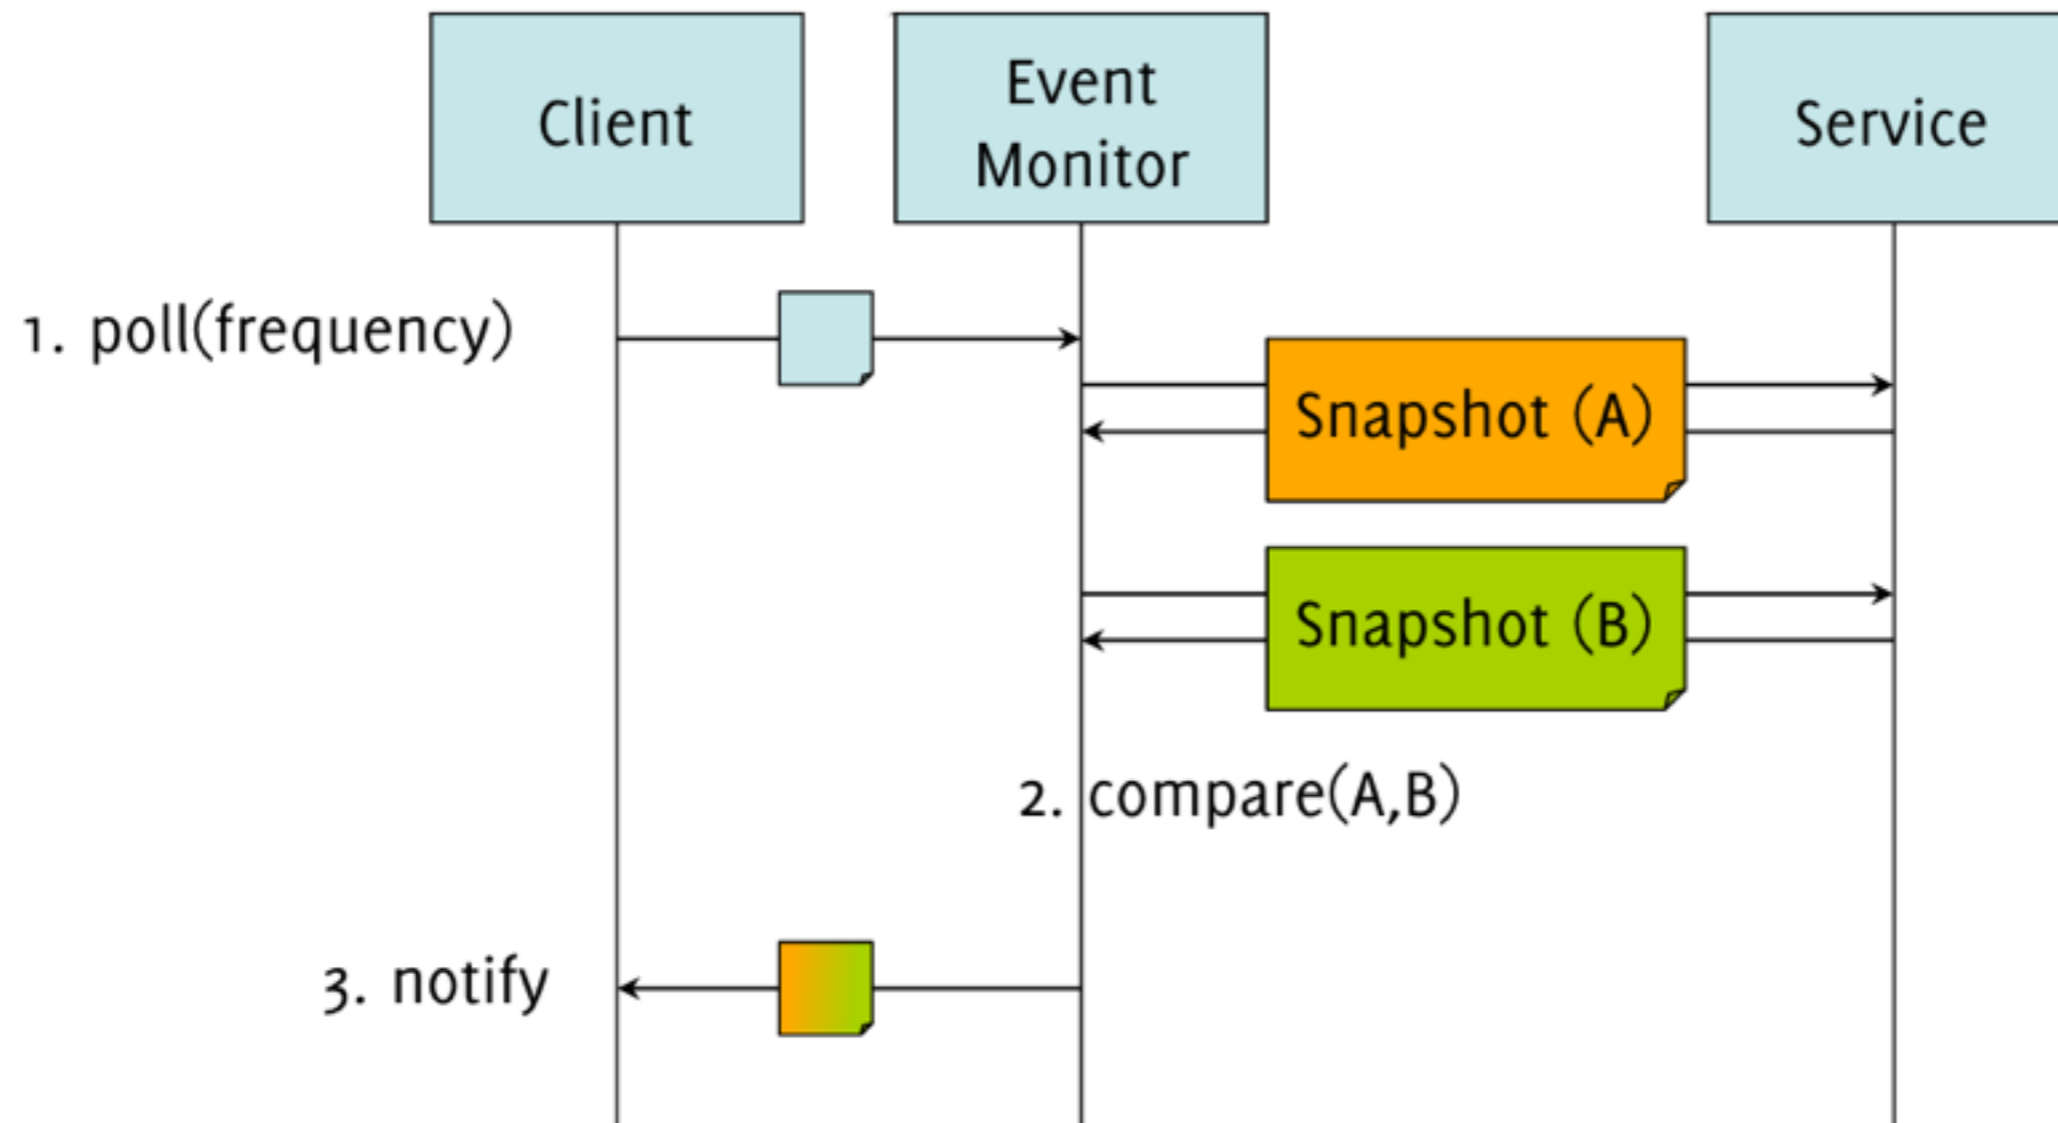 Client
Event
Monitor
Service
1. poll(frequency)
Snapshot (A)
Snapshot (B)
2. compare(A,B)
3. notify